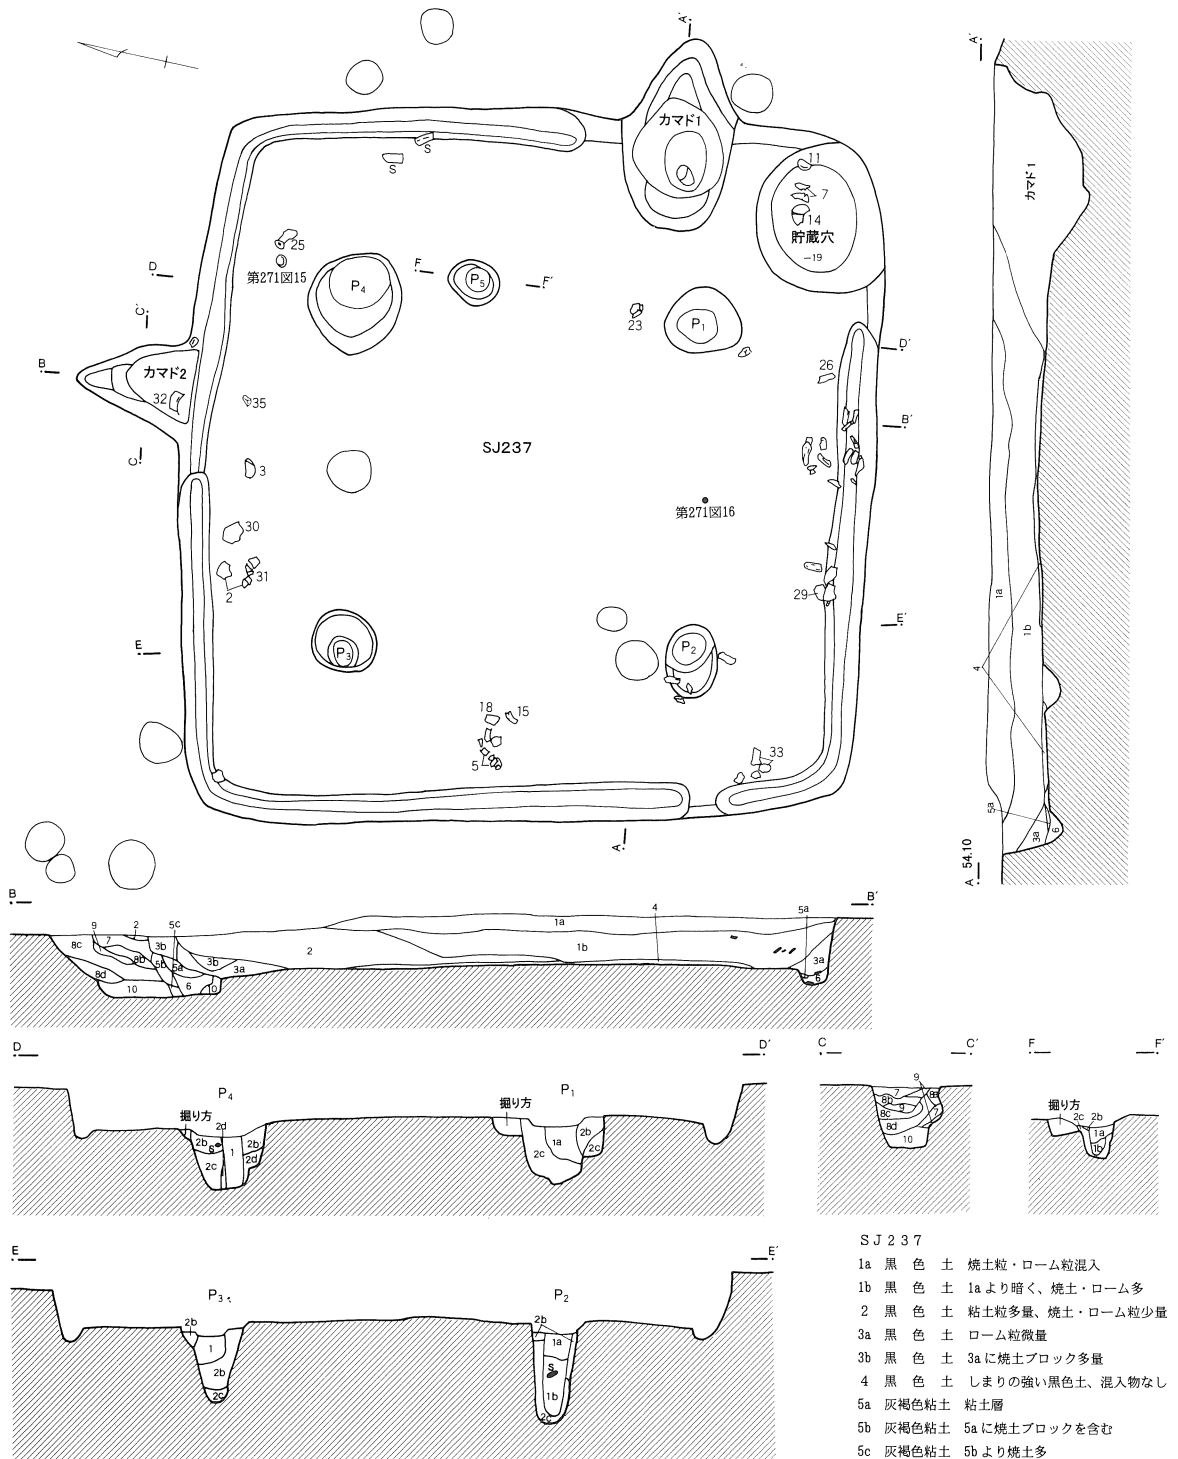 A′
カマド1
S
S
11
7
14
貯蔵穴
-19
25
第271図15
D
F
F′
P4
P5
C′
23
P1
D′
B
カマド2
32
26
35
B′
SJ237
3
第271図16
30
31
2
29
E
E′
P3
P2
18
15
5
33
C
A
A′
カマド1
1a
1b
4
5a
3a
6
A 54.10
B
B′
9
2
5c
4
5a
1a
8c
7
3b
2
1b
8b
5b
5a
3b
3a
3a
8d
6
10
10
6
D
D′
P4
P1
掘り方
2d
掘り方
2b
S
1
2b
2c
2d
1a
2b
2c
2c
C
C′
9
7
8a
8b
8c
9
7
8d
10
F
F′
掘り方
2c
2b
1a
1b
E
E′
P3
P2
2b
1
2b
2c
2b
1a
S
1b
2c
SJ237
1a 黒色土 焼土粒・ローム粒混入
1b 黒色土 1aより暗く、焼土・ローム多
2 黒色土 粘土粒多量、焼土・ローム粒少量
3a 黒色土 ローム粒微量
3b 黒色土 3aに焼土ブロック多量
4 黒色土 しまりの強い黒色土、混入物なし
5a 灰褐色粘土 粘土層
5b 灰褐色粘土 5aに焼土ブロックを含む
5c 灰褐色粘土 5bより焼土多